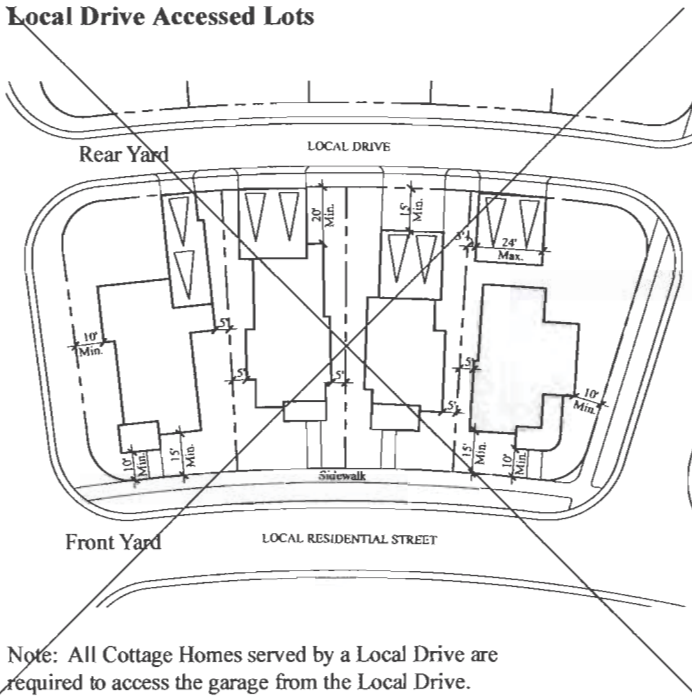 Local Drive Accessed Lots
LOCAL DRIVE
Rear Yard
20'
Min.
15'
Min.
3'
24'
Max.
10'
Min.
5'
5'
5'
5'
5'
10'
Min.
10'
Min.
15'
Min.
15'
Min.
10'
Min.
Sidewalk
Front Yard
LOCAL RESIDENTIAL STREET
Note: All Cottage Homes served by a Local Drive are
required to access the garage from the Local Drive.